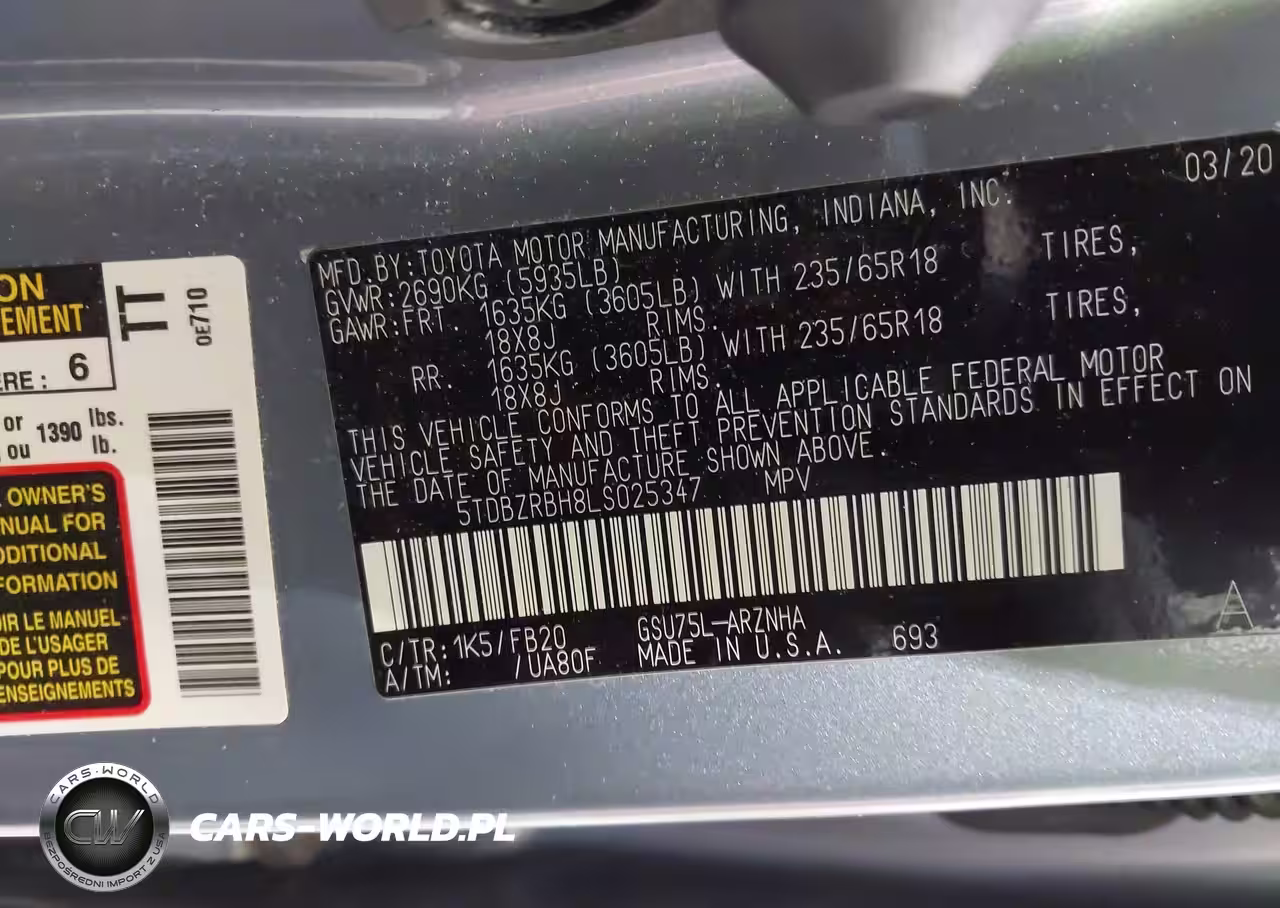 ON
EMENT
ERE: 6
or 1390 lbs.
ou lb.
OWNER'S
NUAL FOR
DDITIONAL
FORMATION
IR LE MANUEL
DE L'USAGER
POUR PLUS DE
ENSEIGNEMENTS
TT
0E710
03/20
MFD.BY:TOYOTA MOTOR MANUFACTURING, INDIANA, INC.
GVWR:2690KG (5935LB)
GAWR:FRT. 1635KG (3605LB) WITH 235/65R18 TIRES,
18X8J RIMS.
RR. 1635KG (3605LB) WITH 235/65R18 TIRES,
18X8J RIMS.
THIS VEHICLE CONFORMS TO ALL APPLICABLE FEDERAL MOTOR
VEHICLE SAFETY AND THEFT PREVENTION STANDARDS IN EFFECT ON
THE DATE OF MANUFACTURE SHOWN ABOVE.
5TDBZRBH8LS025347 MPV
C/TR:1K5/FB20 GSU75L-ARZNHA
A/TM: /UA80F MADE IN U.S.A. 693
A
CARS-WORLD
CW
BEZPOŚREDNI IMPORT Z USA
CARS-WORLD.PL